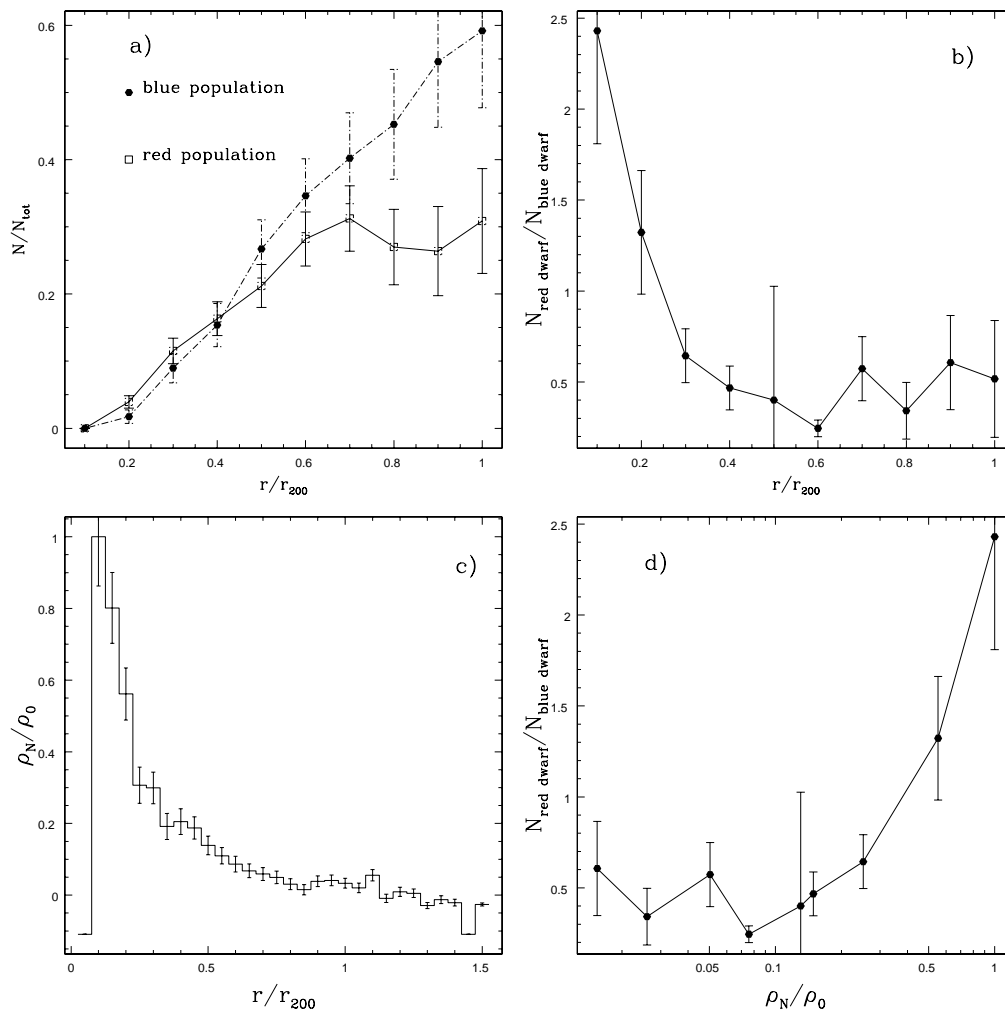 a)
blue population
red population
0.6
0.4
0.2
0
N/N_tot
0.2 0.4 0.6 0.8 1
r/r_200
b)
2.5
2
1.5
1
0.5
N_red dwarf/N_blue dwarf
0.2 0.4 0.6 0.8 1
r/r_200
c)
1
0.8
0.6
0.4
0.2
0
ρ_N/ρ_0
0 0.5 1 1.5
r/r_200
d)
2.5
2
1.5
1
0.5
N_red dwarf/N_blue dwarf
0.05 0.1 0.5 1
ρ_N/ρ_0